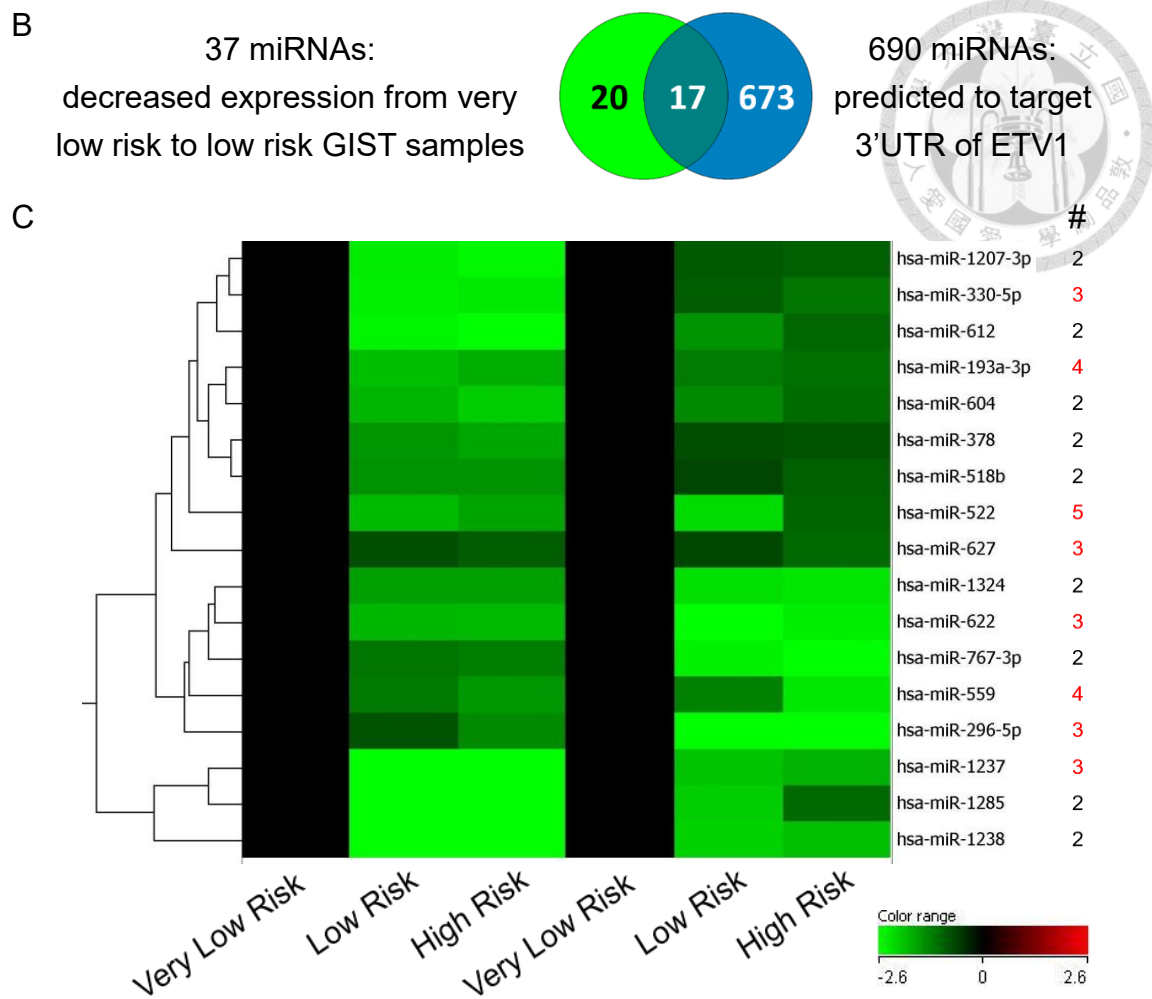 B
37 miRNAs:
decreased expression from very
low risk to low risk GIST samples
20 17 673
690 miRNAs:
predicted to target
3’UTR of ETV1
C
#
hsa-miR-1207-3p 2
hsa-miR-330-5p 3
hsa-miR-612 2
hsa-miR-193a-3p 4
hsa-miR-604 2
hsa-miR-378 2
hsa-miR-518b 2
hsa-miR-522 5
hsa-miR-627 3
hsa-miR-1324 2
hsa-miR-622 3
hsa-miR-767-3p 2
hsa-miR-559 4
hsa-miR-296-5p 3
hsa-miR-1237 3
hsa-miR-1285 2
hsa-miR-1238 2
Very Low Risk
Low Risk
High Risk
Very Low Risk
Low Risk
High Risk
Color range
-2.6 0 2.6